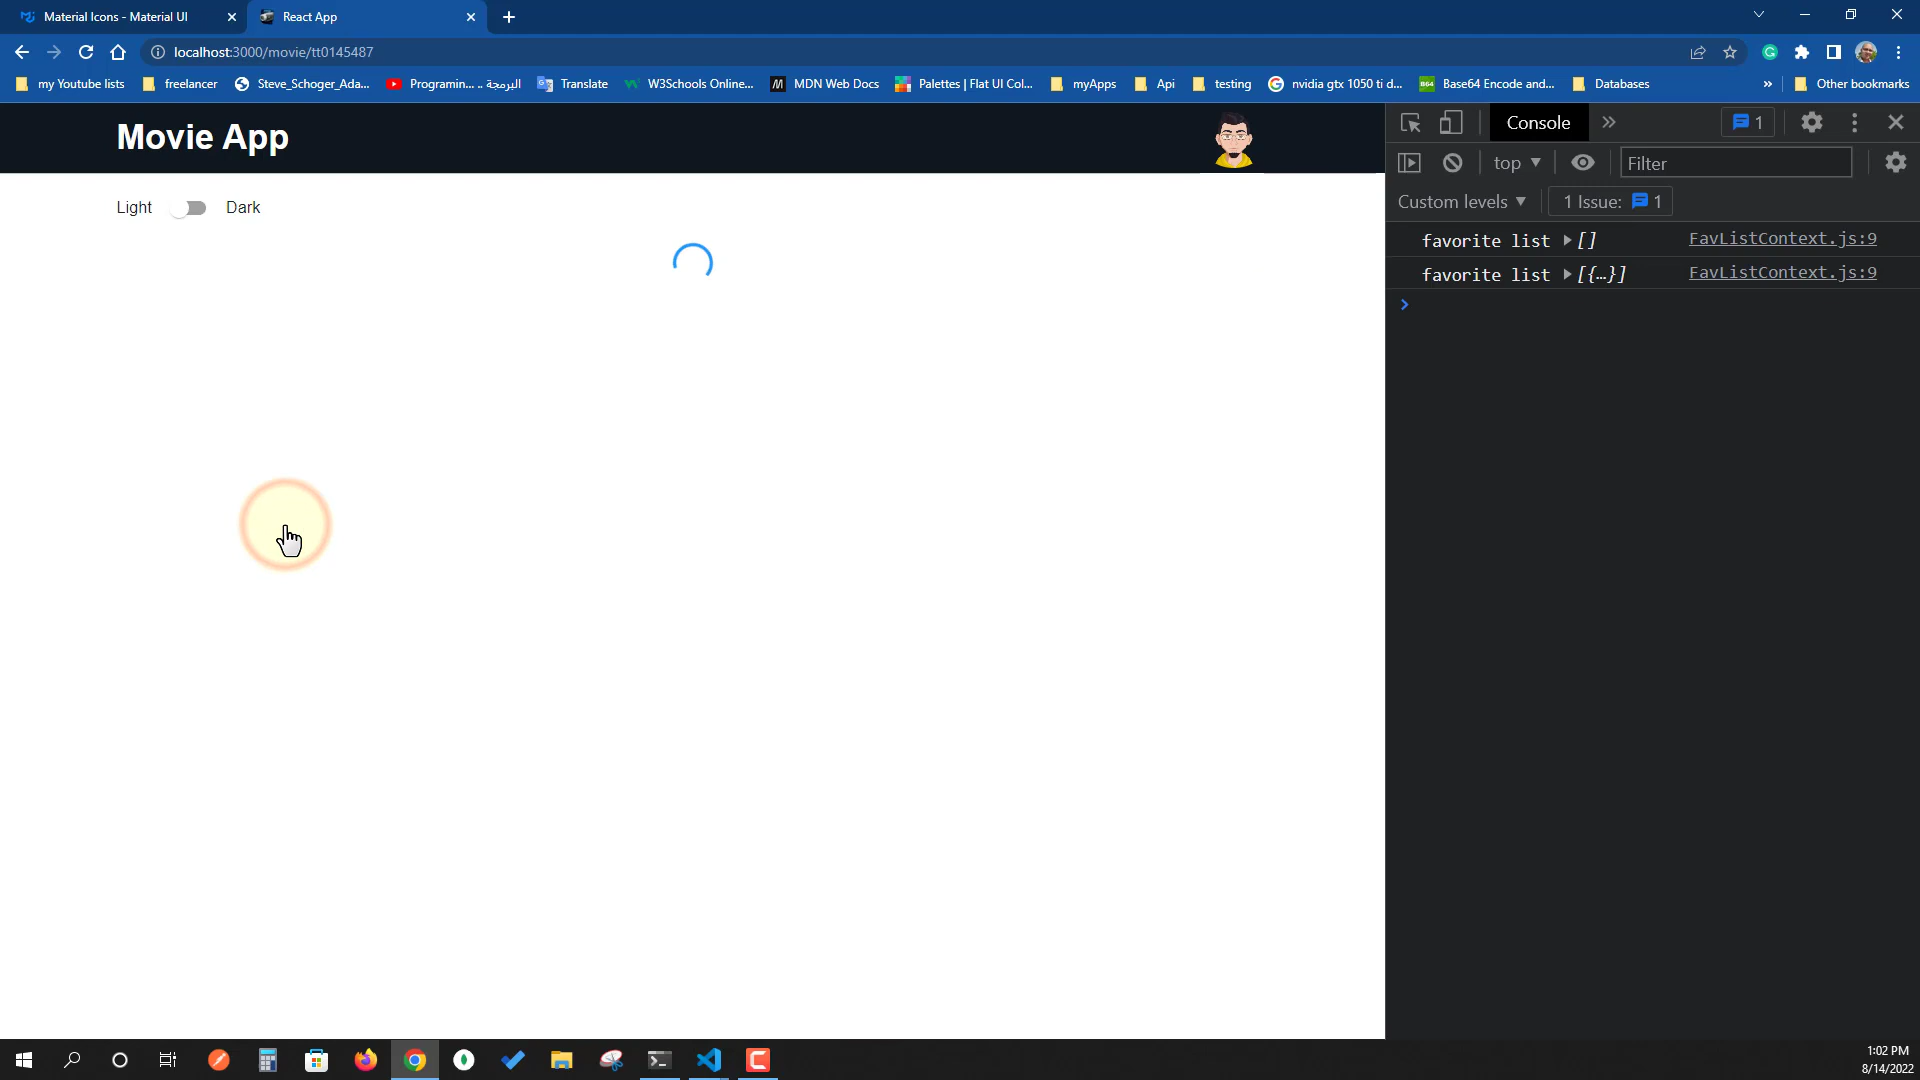 Material Icons - Material UI
React App
localhost:3000/movie/tt0145487
my Youtube lists
freelancer
Steve_Schoger_Ada...
Programin... .. البرمجة
Translate
W3Schools Online...
MDN Web Docs
Palettes | Flat UI Col...
myApps
Api
testing
nvidia gtx 1050 ti d...
B64
Base64 Encode and...
Databases
»
Other bookmarks
Movie App
Console
1
top
Filter
Light
Dark
Custom levels
1 Issue: 1
favorite list []
FavListContext.js:9
favorite list [{…}]
FavListContext.js:9
1:02 PM
8/14/2022